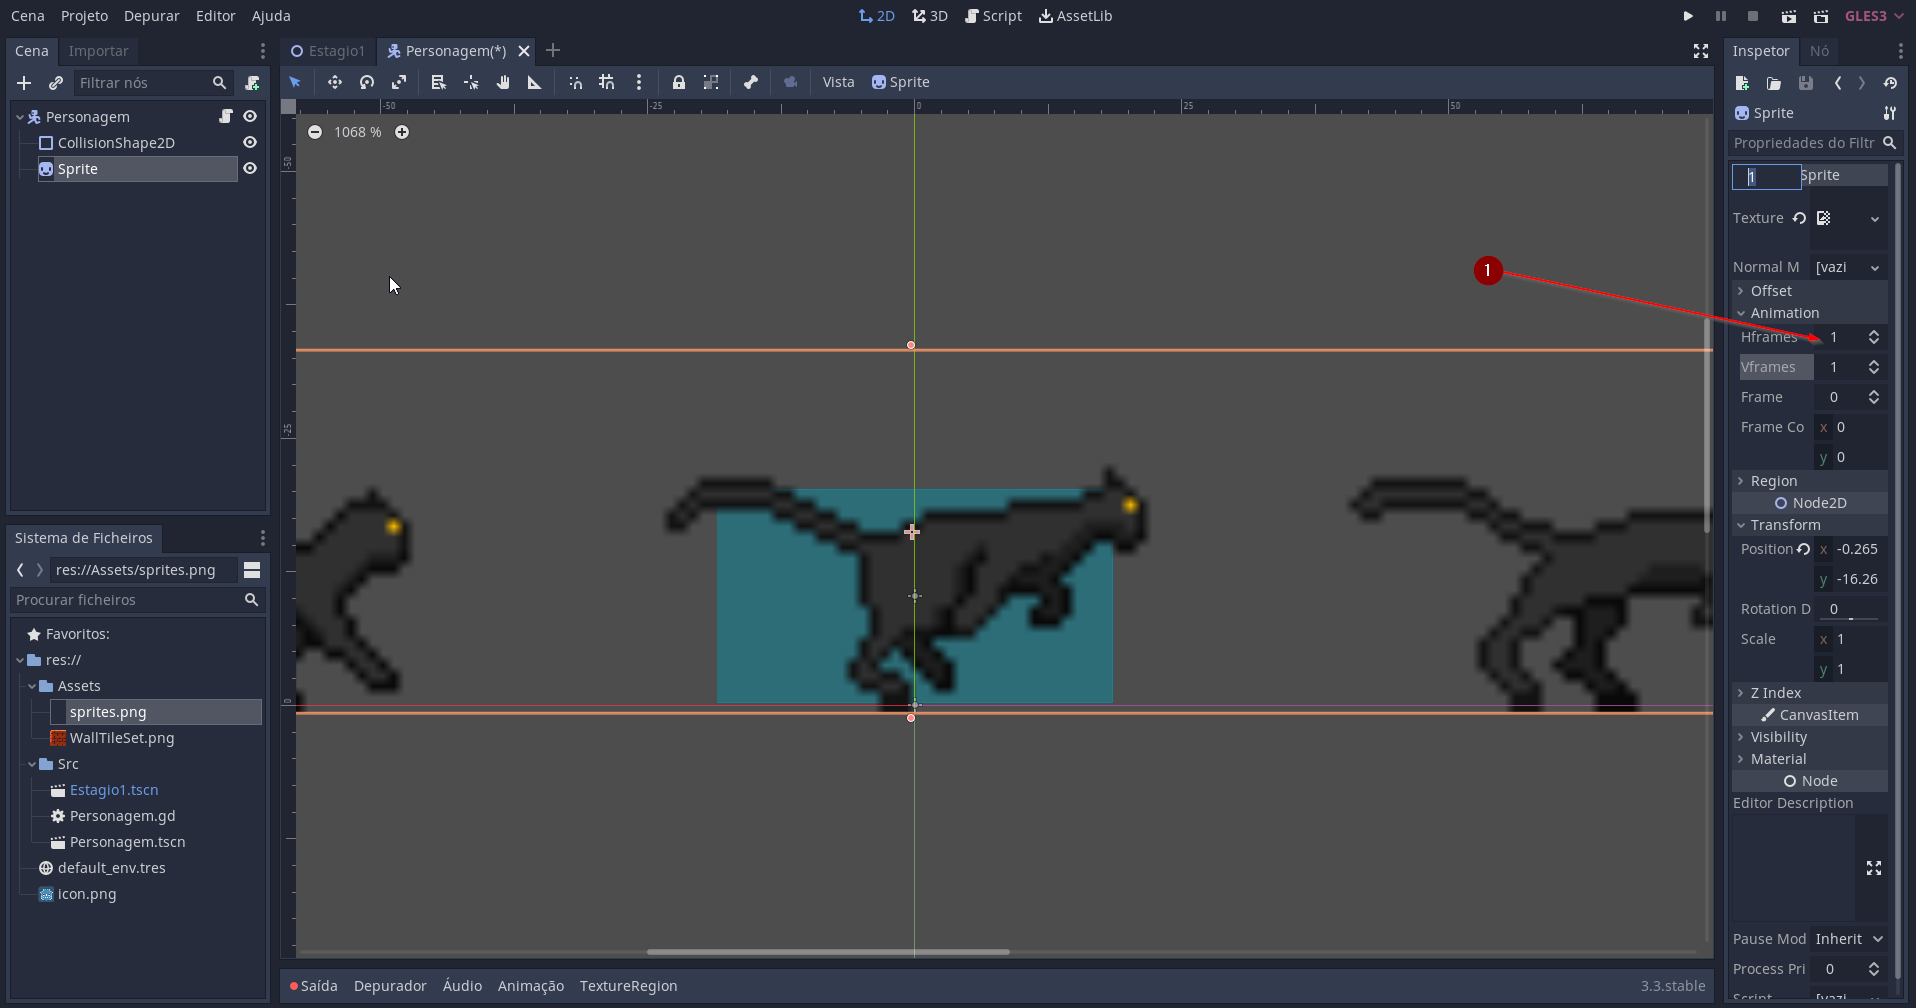 Cena Projeto Depurar Editor Ajuda
2D 3D Script AssetLib
GLES3
Cena Importar
Filtrar nós
Personagem
CollisionShape2D
Sprite
Estagio1 Personagem(*)
Vista Sprite
-50 -25 0 25 50
1068 %
-50
-25
0
1
Sistema de Ficheiros
res://Assets/sprites.png
Procurar ficheiros
Favoritos:
res://
Assets
sprites.png
WallTileSet.png
Src
Estagio1.tscn
Personagem.gd
Personagem.tscn
default_env.tres
icon.png
Saída Depurador Áudio Animação TextureRegion
3.3.stable
Inspetor Nó
Sprite
Propriedades do Filtr
1 Sprite
Texture
Normal M [vazi
Offset
Animation
Hframes 1
Vframes 1
Frame 0
Frame Co x 0
y 0
Region
Node2D
Transform
Position x -0.265
y -16.26
Rotation D 0
Scale x 1
y 1
Z Index
CanvasItem
Visibility
Material
Node
Editor Description
Pause Mod Inherit
Process Pri 0
Script [vazi